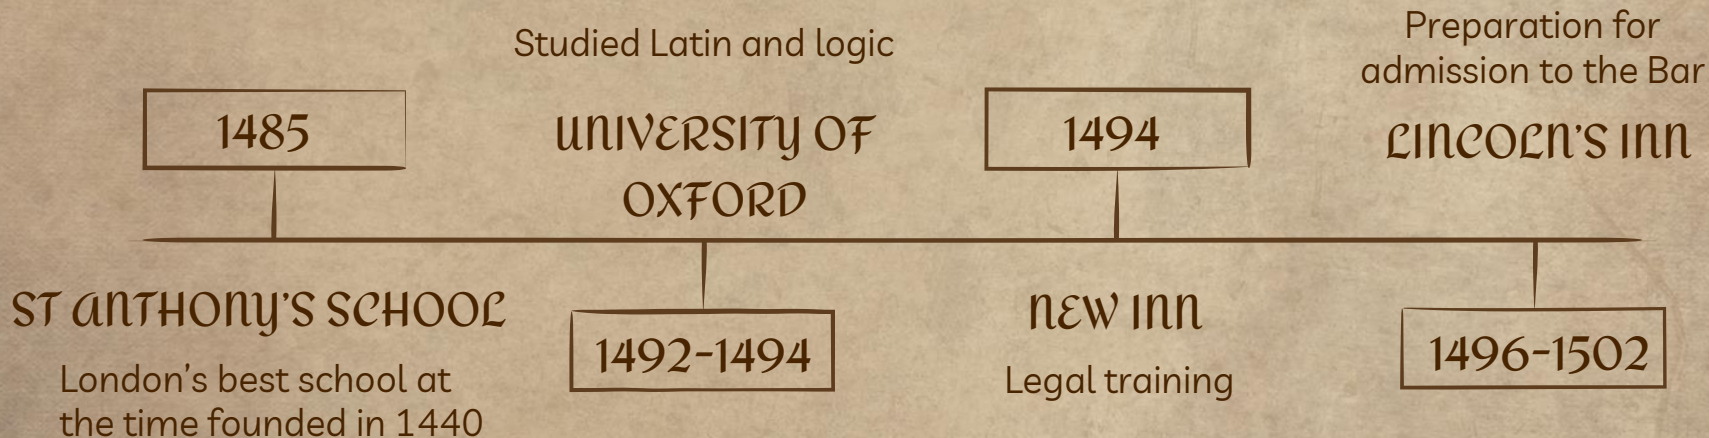 1485
ST ANTHONY'S SCHOOL
London's best school at
the time founded in 1440
Studied Latin and logic
UNIVERSITY OF
OXFORD
1492-1494
1494
NEW INN
Legal training
Preparation for
admission to the Bar
LINCOLN'S INN
1496-1502